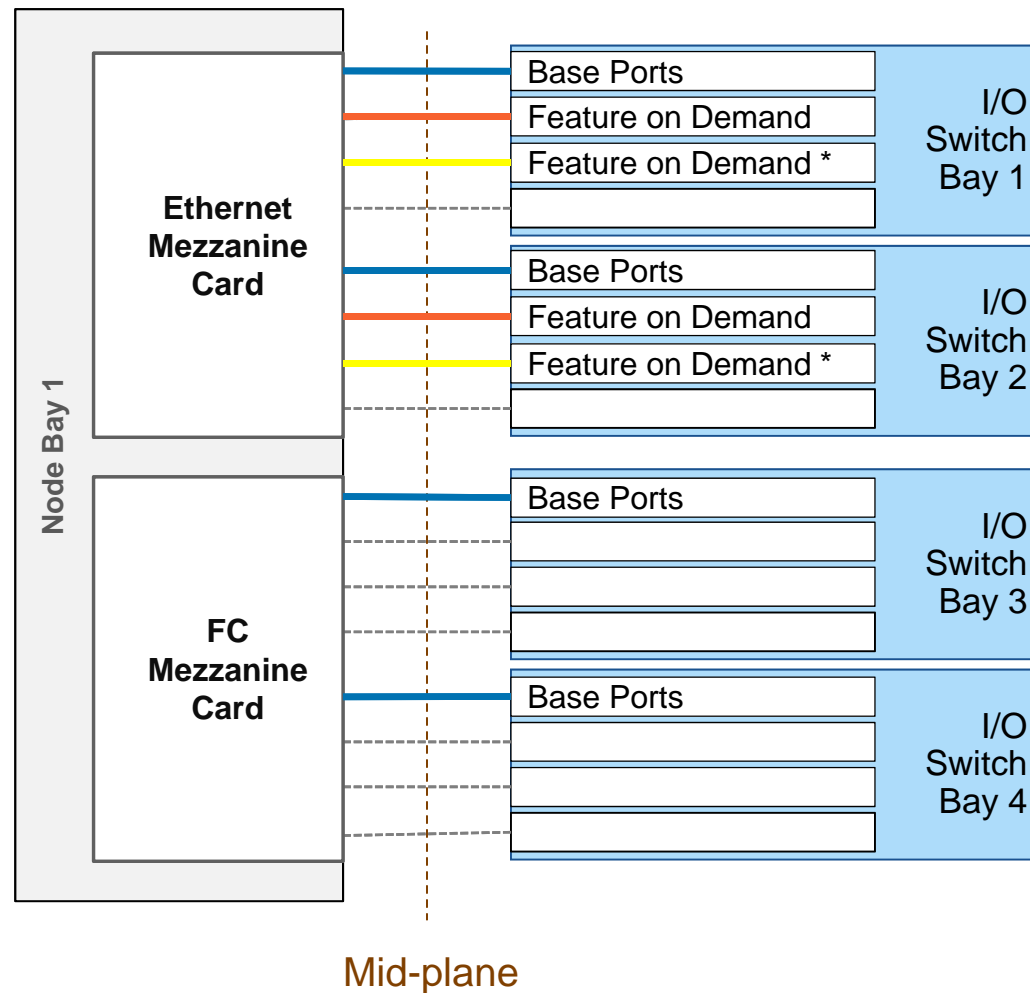 Node Bay 1
Ethernet
Mezzanine
Card
Base Ports
Feature on Demand
Feature on Demand *
I/O
Switch
Bay 1
Base Ports
Feature on Demand
Feature on Demand *
I/O
Switch
Bay 2
FC
Mezzanine
Card
Base Ports
I/O
Switch
Bay 3
Base Ports
I/O
Switch
Bay 4
Mid-plane